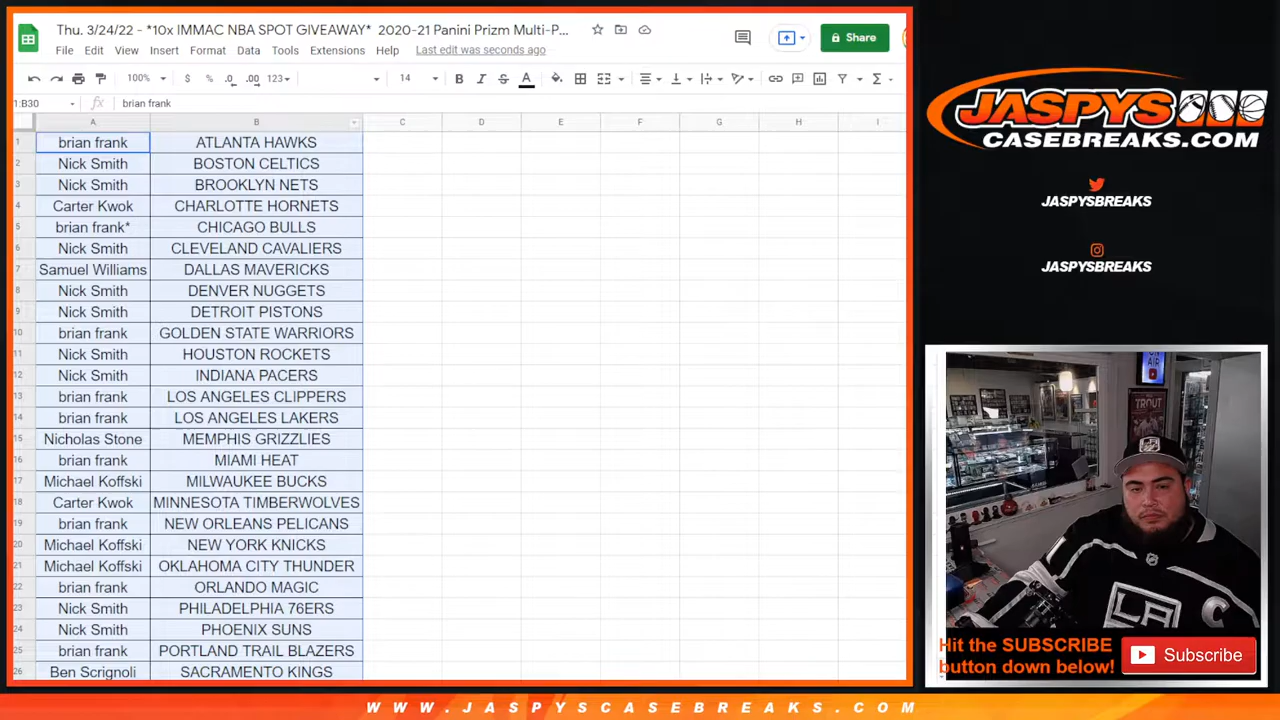 Thu. 3/24/22 - *10x IMMAC NBA SPOT GIVEAWAY* 2020-21 Panini Prizm Multi-P...
Share
File Edit View Insert Format Data Tools Extensions Help Last edit was seconds ago
100% $ % .0 .00 123 14 B I S A
1:B30 fx brian frank
A B C D E F G H I
1 brian frank ATLANTA HAWKS
2 Nick Smith BOSTON CELTICS
3 Nick Smith BROOKLYN NETS
4 Carter Kwok CHARLOTTE HORNETS
5 brian frank* CHICAGO BULLS
6 Nick Smith CLEVELAND CAVALIERS
7 Samuel Williams DALLAS MAVERICKS
8 Nick Smith DENVER NUGGETS
9 Nick Smith DETROIT PISTONS
10 brian frank GOLDEN STATE WARRIORS
11 Nick Smith HOUSTON ROCKETS
12 Nick Smith INDIANA PACERS
13 brian frank LOS ANGELES CLIPPERS
14 brian frank LOS ANGELES LAKERS
15 Nicholas Stone MEMPHIS GRIZZLIES
16 brian frank MIAMI HEAT
17 Michael Koffski MILWAUKEE BUCKS
18 Carter Kwok MINNESOTA TIMBERWOLVES
19 brian frank NEW ORLEANS PELICANS
20 Michael Koffski NEW YORK KNICKS
21 Michael Koffski OKLAHOMA CITY THUNDER
22 brian frank ORLANDO MAGIC
23 Nick Smith PHILADELPHIA 76ERS
24 Nick Smith PHOENIX SUNS
25 brian frank PORTLAND TRAIL BLAZERS
26 Ben Scrignoli SACRAMENTO KINGS
JASPYS
CASEBREAKS.COM
JASPYSBREAKS
JASPYSBREAKS
ON
AIR
TROUT
LA
C
Hit the SUBSCRIBE
button down below!
Subscribe
WWW.JASPYSCASEBREAKS.COM